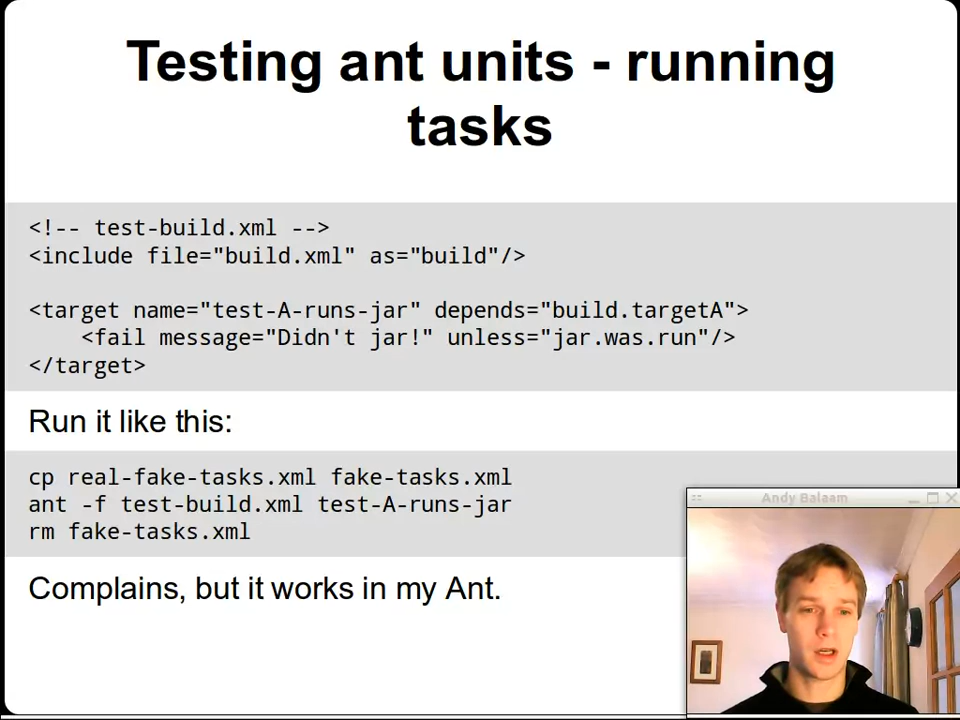 Testing ant units - running
tasks
<!-- test-build.xml -->
<include file="build.xml" as="build"/>
<target name="test-A-runs-jar" depends="build.targetA">
<fail message="Didn't jar!" unless="jar.was.run"/>
</target>
Run it like this:
cp real-fake-tasks.xml fake-tasks.xml
ant -f test-build.xml test-A-runs-jar
rm fake-tasks.xml
Andy Balaam
Complains, but it works in my Ant.